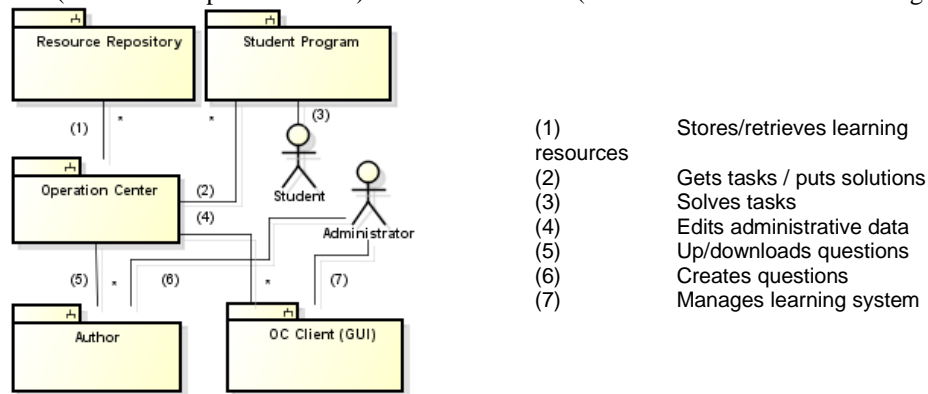 Resource Repository
Student Program
(1)
*
*
(3)
Operation Center
(2)
Student
(4)
Administrator
(5)
*
(6)
*
(7)
Author
OC Client (GUI)
(1) Stores/retrieves learning
resources
(2) Gets tasks / puts solutions
(3) Solves tasks
(4) Edits administrative data
(5) Up/downloads questions
(6) Creates questions
(7) Manages learning system